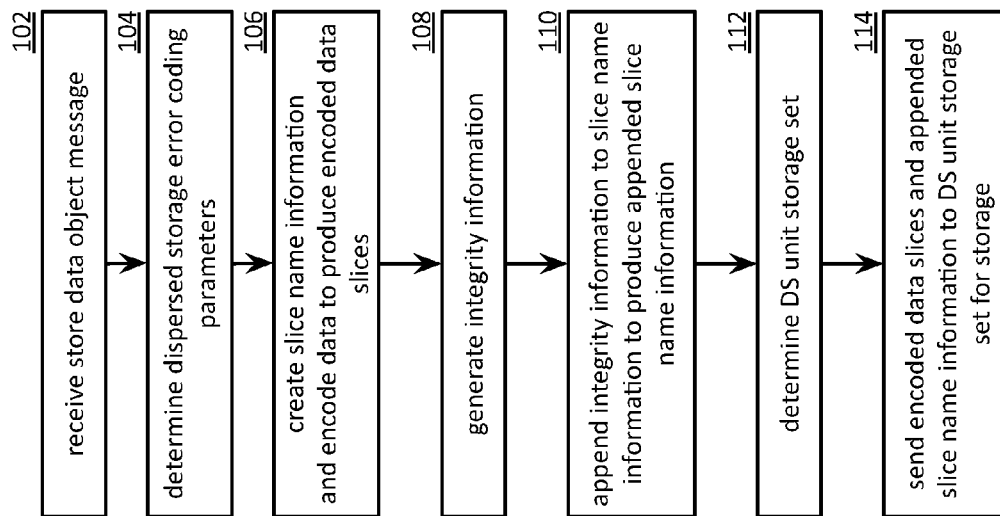 102
receive store data object message
104
determine dispersed storage error coding
parameters
106
create slice name information
and encode data to produce encoded data
slices
108
generate integrity information
110
append integrity information to slice name
information to produce appended slice
name information
112
determine DS unit storage set
114
send encoded data slices and appended
slice name information to DS unit storage
set for storage